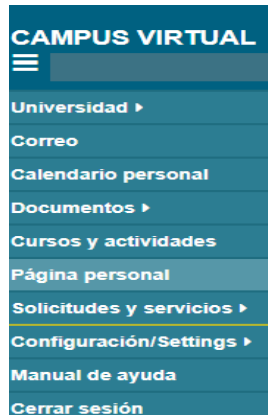 CAMPUS VIRTUAL
Universidad ▸
Correo
Calendario personal
Documentos ▸
Cursos y actividades
Página personal
Solicitudes y servicios ▸
Configuración/Settings ▸
Manual de ayuda
Cerrar sesión